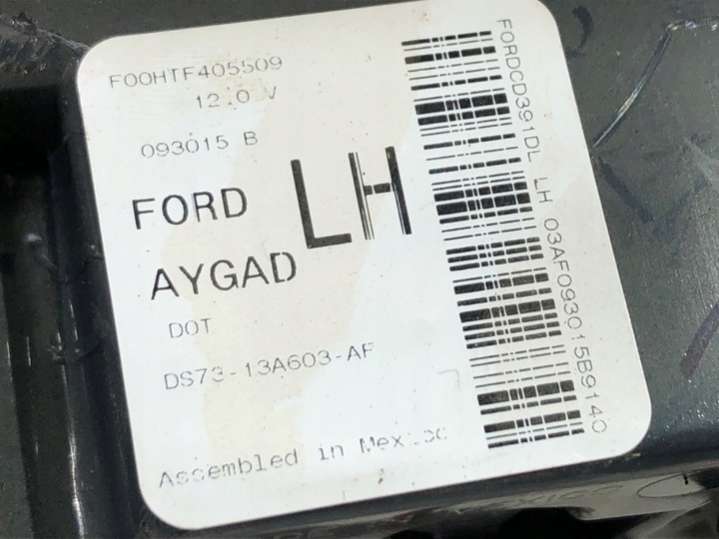 F00HTF405509
12.0 V
093015 B
FORD LH
AYGAD
DOT
DS73-13A603-AF
Assembled in Mexico
FORDCD391DL LH 03AF093015B9140